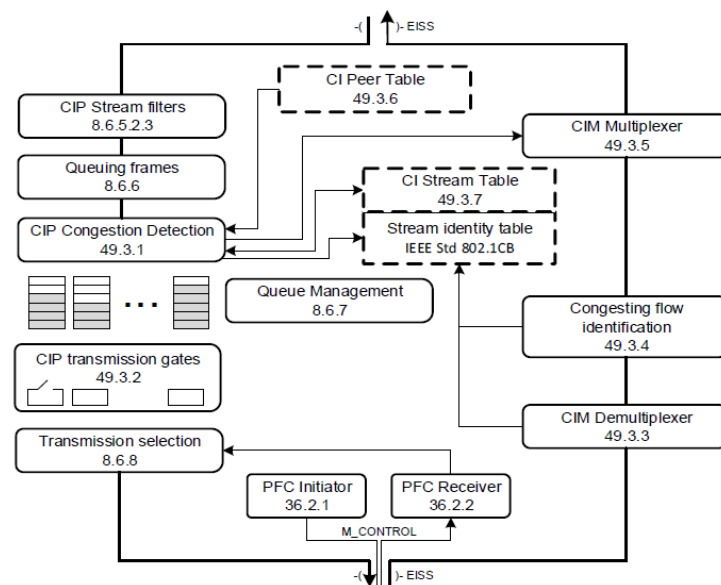 -( )- EISS
CI Peer Table
49.3.6
CIP Stream filters
8.6.5.2.3
CIM Multiplexer
49.3.5
Queuing frames
8.6.6
CI Stream Table
49.3.7
CIP Congestion Detection
49.3.1
Stream identity table
IEEE Std 802.1CB
Queue Management
8.6.7
Congesting flow
identification
49.3.4
CIP transmission gates
49.3.2
CIM Demultiplexer
49.3.3
Transmission selection
8.6.8
PFC Initiator
36.2.1
PFC Receiver
36.2.2
M_CONTROL
-( )- EISS